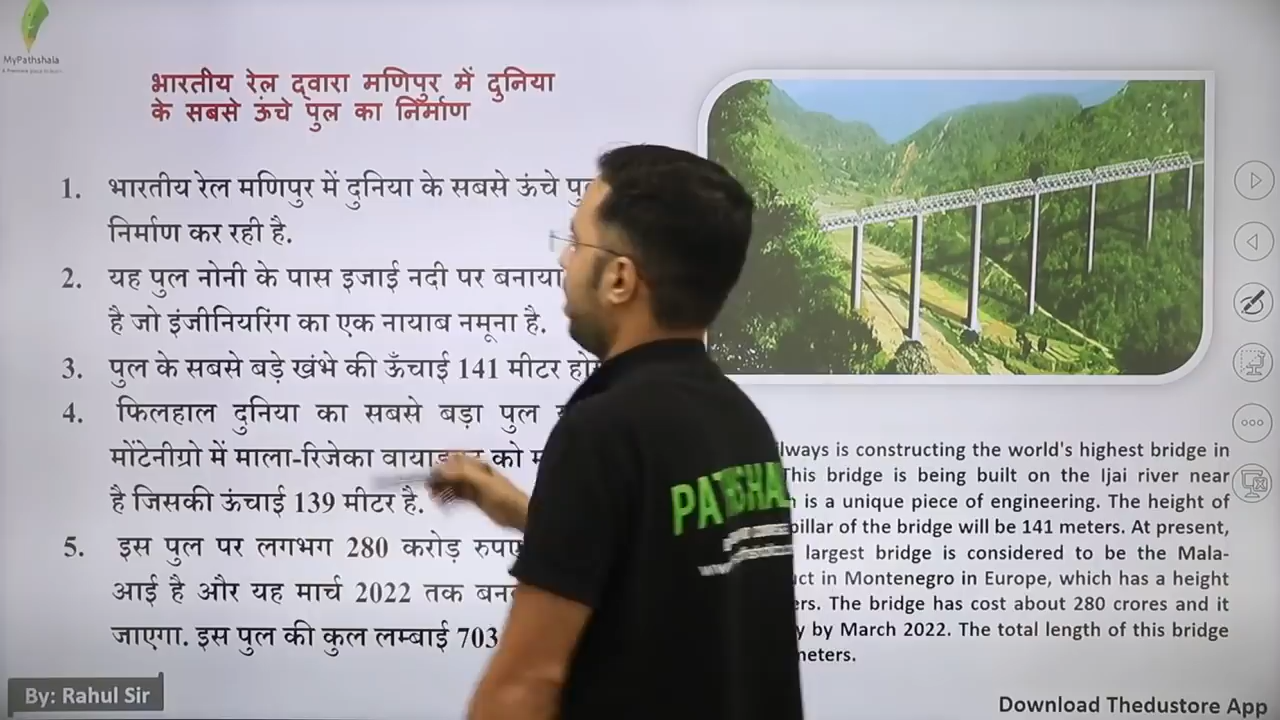 MyPathshala
भारतीय रेल द्वारा मणिपुर में दुनिया
के सबसे ऊंचे पुल का निर्माण
1. भारतीय रेल मणिपुर में दुनिया के सबसे ऊंचे
निर्माण कर रही है.
2. यह पुल नोनी के पास इजाई नदी पर बनाया
है जो इंजीनियरिंग का एक नायाब नमूना है.
3. पुल के सबसे बड़े खंभे की ऊँचाई 141 मीटर
4. फिलहाल दुनिया का सबसे बड़ा पुल
मोंटेनीग्रो में माला-रिजेका को
है जिसकी ऊंचाई 139 मीटर है.
5. इस पुल पर लगभग 280 करोड़
आई है और यह मार्च 2022 तक
जाएगा. इस पुल की कुल लम्बाई 703
is constructing the world's highest bridge in
This bridge is being built on the Ijai river near
is a unique piece of engineering. The height of
pillar of the bridge will be 141 meters. At present,
largest bridge is considered to be the Mala-
in Montenegro in Europe, which has a height
The bridge has cost about 280 crores and it
by March 2022. The total length of this bridge
meters.
By: Rahul Sir
Download Thedustore App